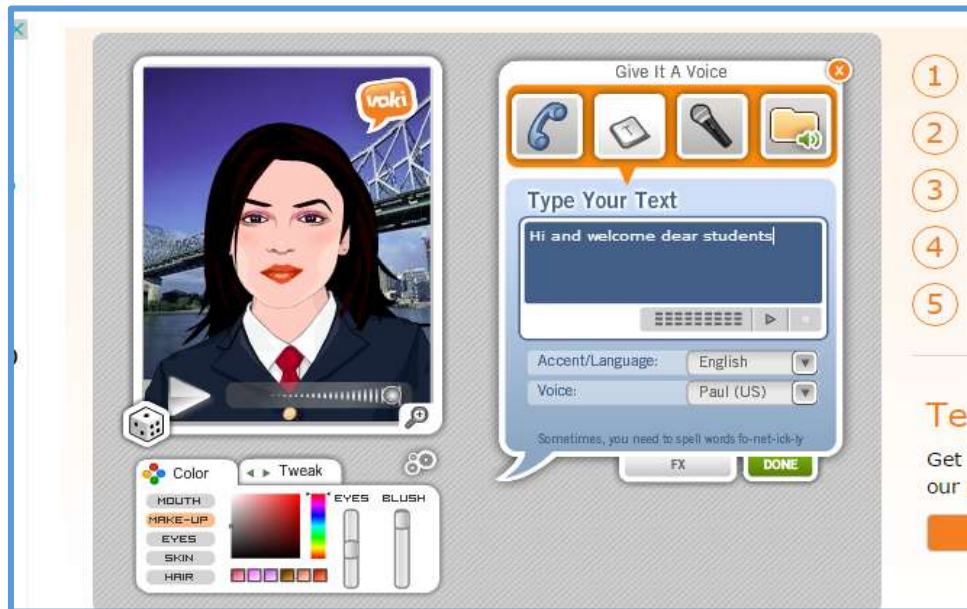 voki
Give It A Voice
T
Type Your Text
Hi and welcome dear students
Accent/Language: English
Voice: Paul (US)
Sometimes, you need to spell words fo-net-ick-ly
FX DONE
Color Tweak
MOUTH
MAKE-UP
EYES
SKIN
HAIR
EYES BLUSH
1
2
3
4
5
Te
Get
our